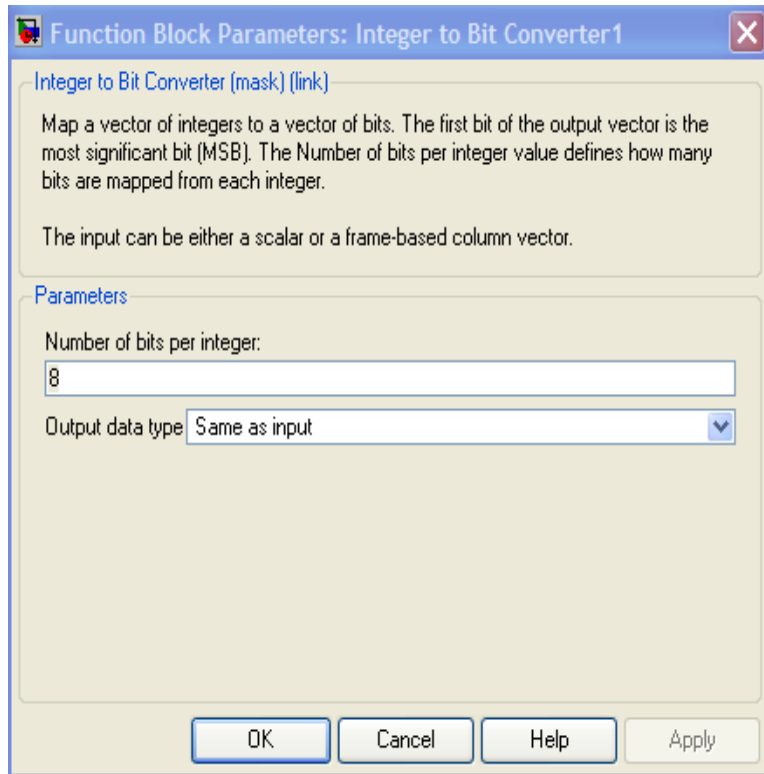 Function Block Parameters: Integer to Bit Converter1
Integer to Bit Converter (mask) (link)
Map a vector of integers to a vector of bits. The first bit of the output vector is the
most significant bit (MSB). The Number of bits per integer value defines how many
bits are mapped from each integer.
The input can be either a scalar or a frame-based column vector.
Parameters
Number of bits per integer:
8
Output data type Same as input
OK Cancel Help Apply